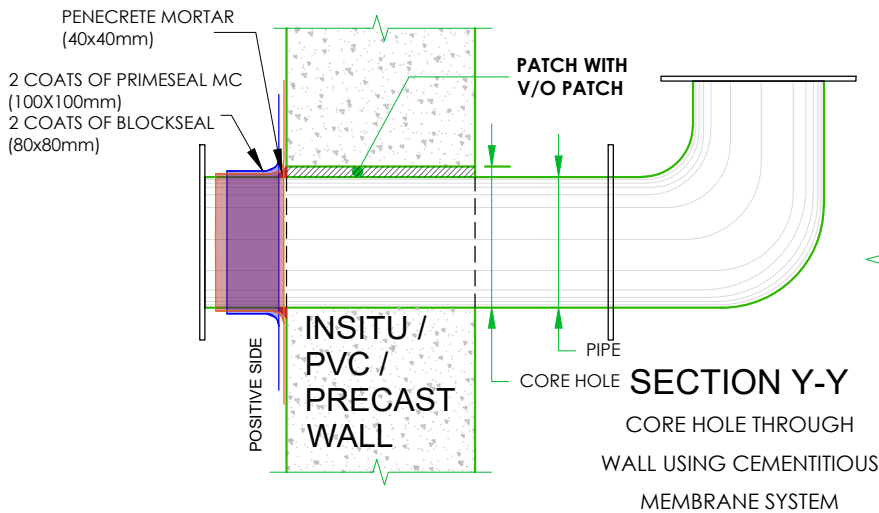 PENECRETE MORTAR
(40x40mm)
2 COATS OF PRIMESEAL MC
(100X100mm)
2 COATS OF BLOCKSEAL
(80x80mm)
PATCH WITH
V/O PATCH
INSITU /
PVC /
PRECAST
WALL
POSITIVE SIDE
PIPE
CORE HOLE
SECTION Y-Y
CORE HOLE THROUGH
WALL USING CEMENTITIOUS
MEMBRANE SYSTEM